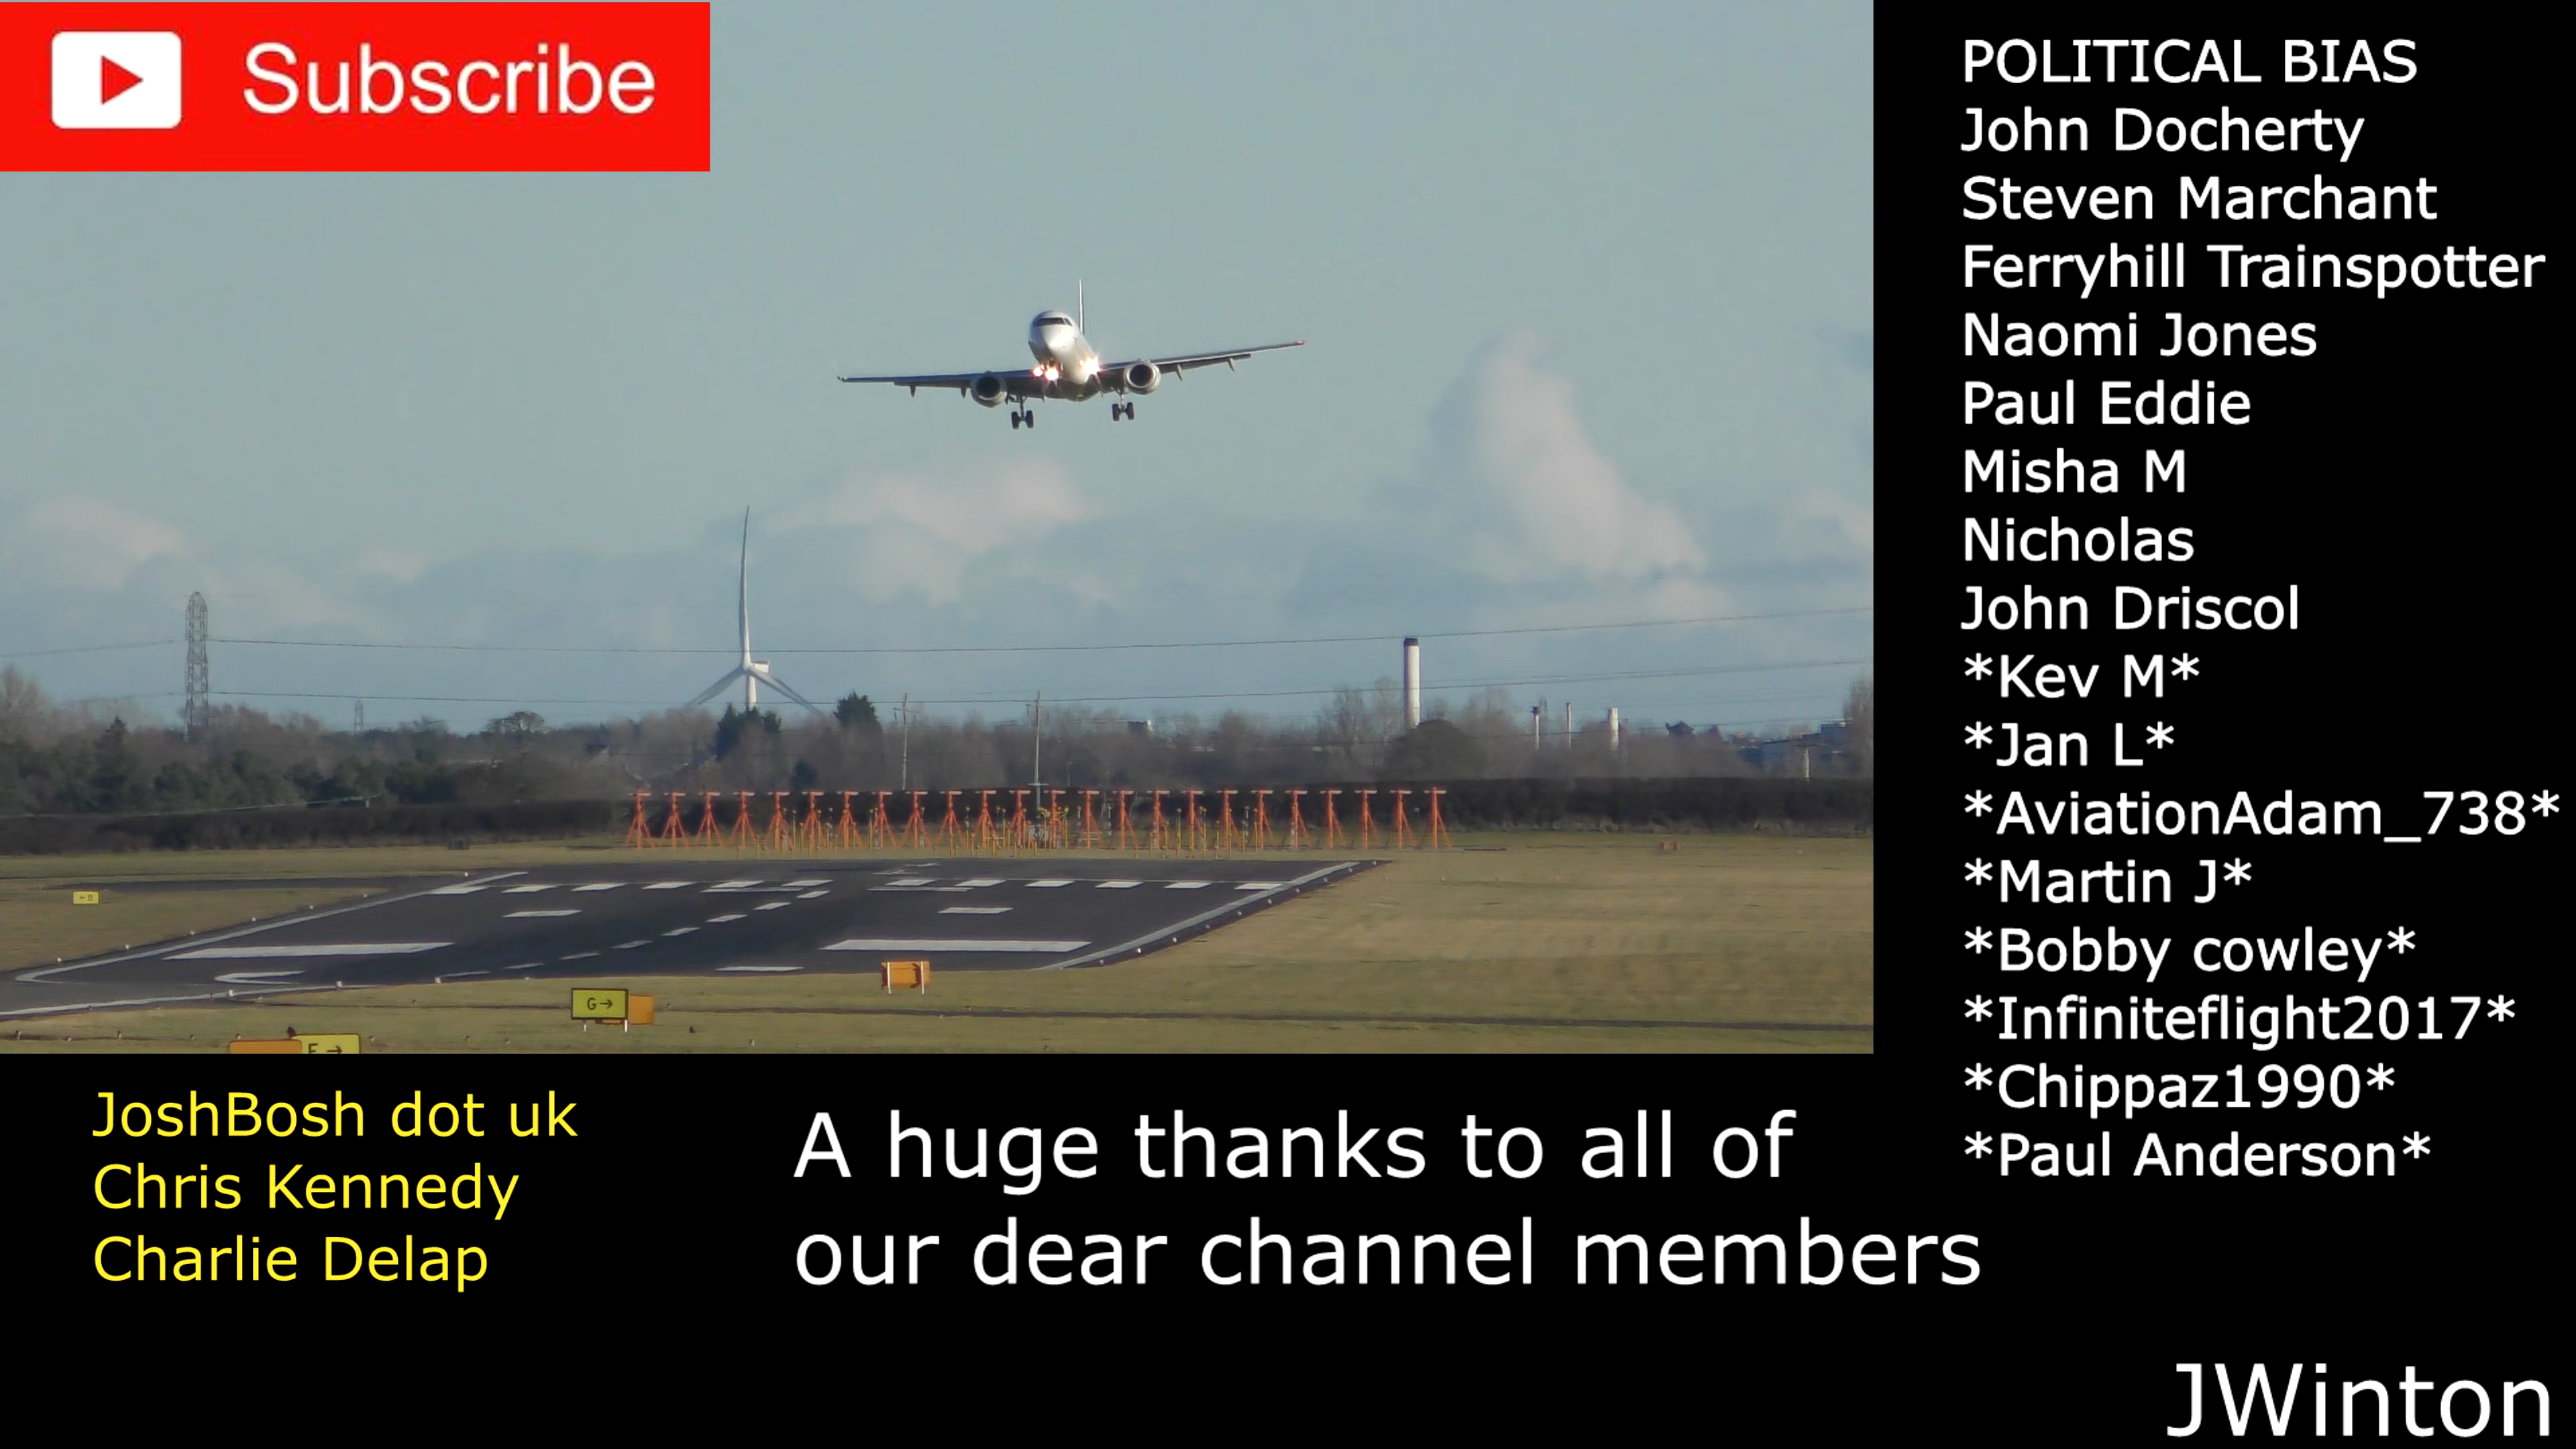 Subscribe
POLITICAL BIAS
John Docherty
Steven Marchant
Ferryhill Trainspotter
Naomi Jones
Paul Eddie
Misha M
Nicholas
John Driscol
*Kev M*
*Jan L*
*AviationAdam_738*
*Martin J*
*Bobby cowley*
*Infiniteflight2017*
*Chippaz1990*
*Paul Anderson*
G→
JoshBosh dot uk
Chris Kennedy
Charlie Delap
A huge thanks to all of
our dear channel members
JWinton